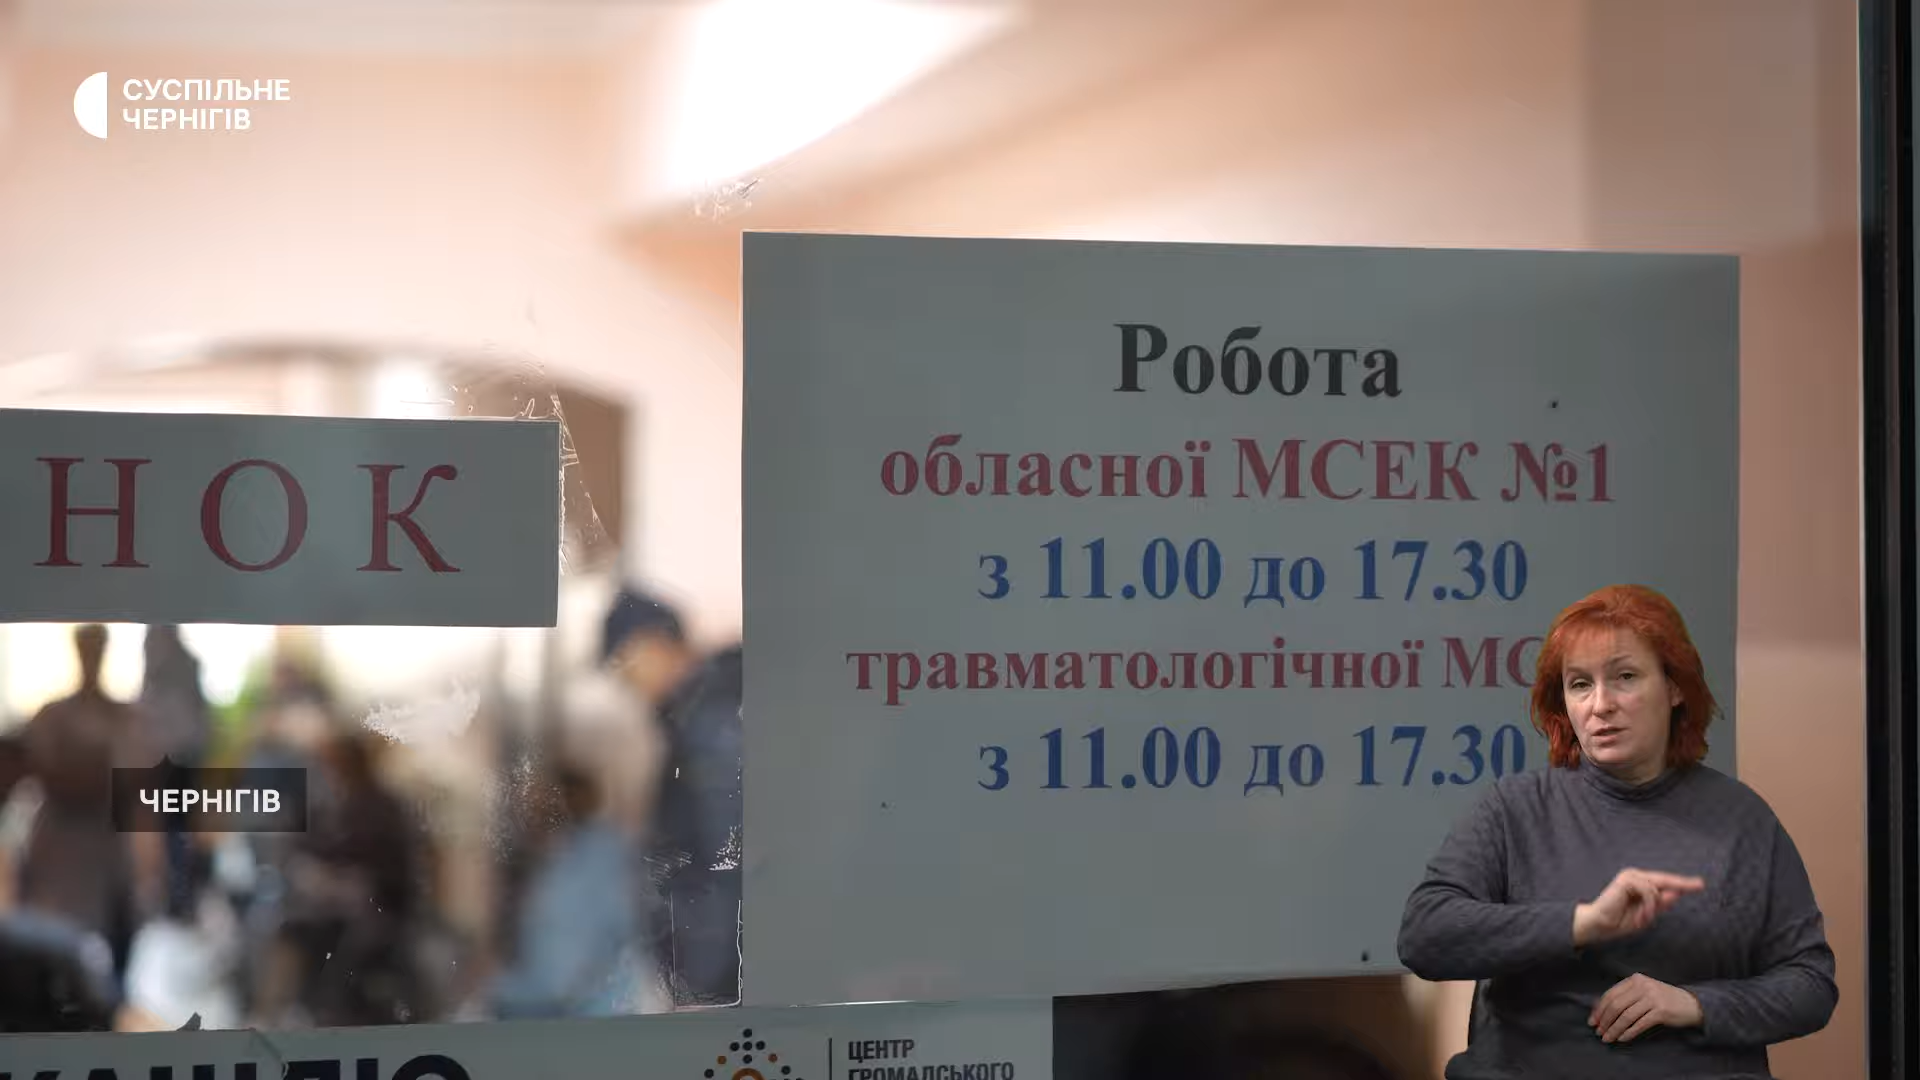 СУСПІЛЬНЕ
ЧЕРНІГІВ
Робота
обласної МСЕК №1
з 11.00 до 17.30
травматологічної
з 11.00 до 17.30
НОК
ЧЕРНІГІВ
ЦЕНТР
ГРОМАДСЬКОГО